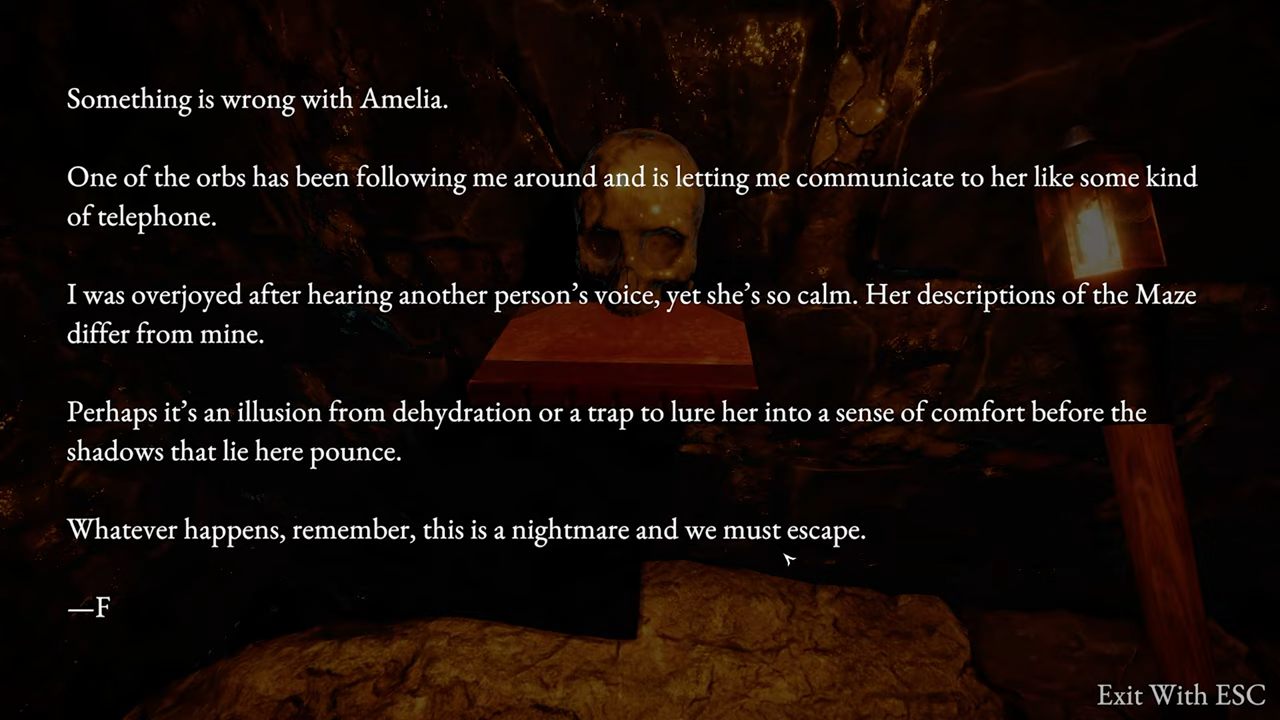 Something is wrong with Amelia.
One of the orbs has been following me around and is letting me communicate to her like some kind
of telephone.
I was overjoyed after hearing another person’s voice, yet she’s so calm. Her descriptions of the Maze
differ from mine.
Perhaps it’s an illusion from dehydration or a trap to lure her into a sense of comfort before the
shadows that lie here pounce.
Whatever happens, remember, this is a nightmare and we must escape.
—F
Exit With ESC